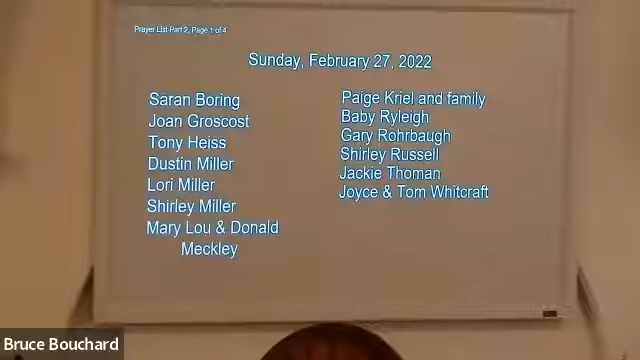 Prayer List Part 2, Page 1 of 4
Sunday, February 27, 2022
Saran Boring
Joan Groscost
Tony Heiss
Dustin Miller
Lori Miller
Shirley Miller
Mary Lou & Donald
Meckley
Paige Kriel and family
Baby Ryleigh
Gary Rohrbaugh
Shirley Russell
Jackie Thoman
Joyce & Tom Whitcraft
Bruce Bouchard